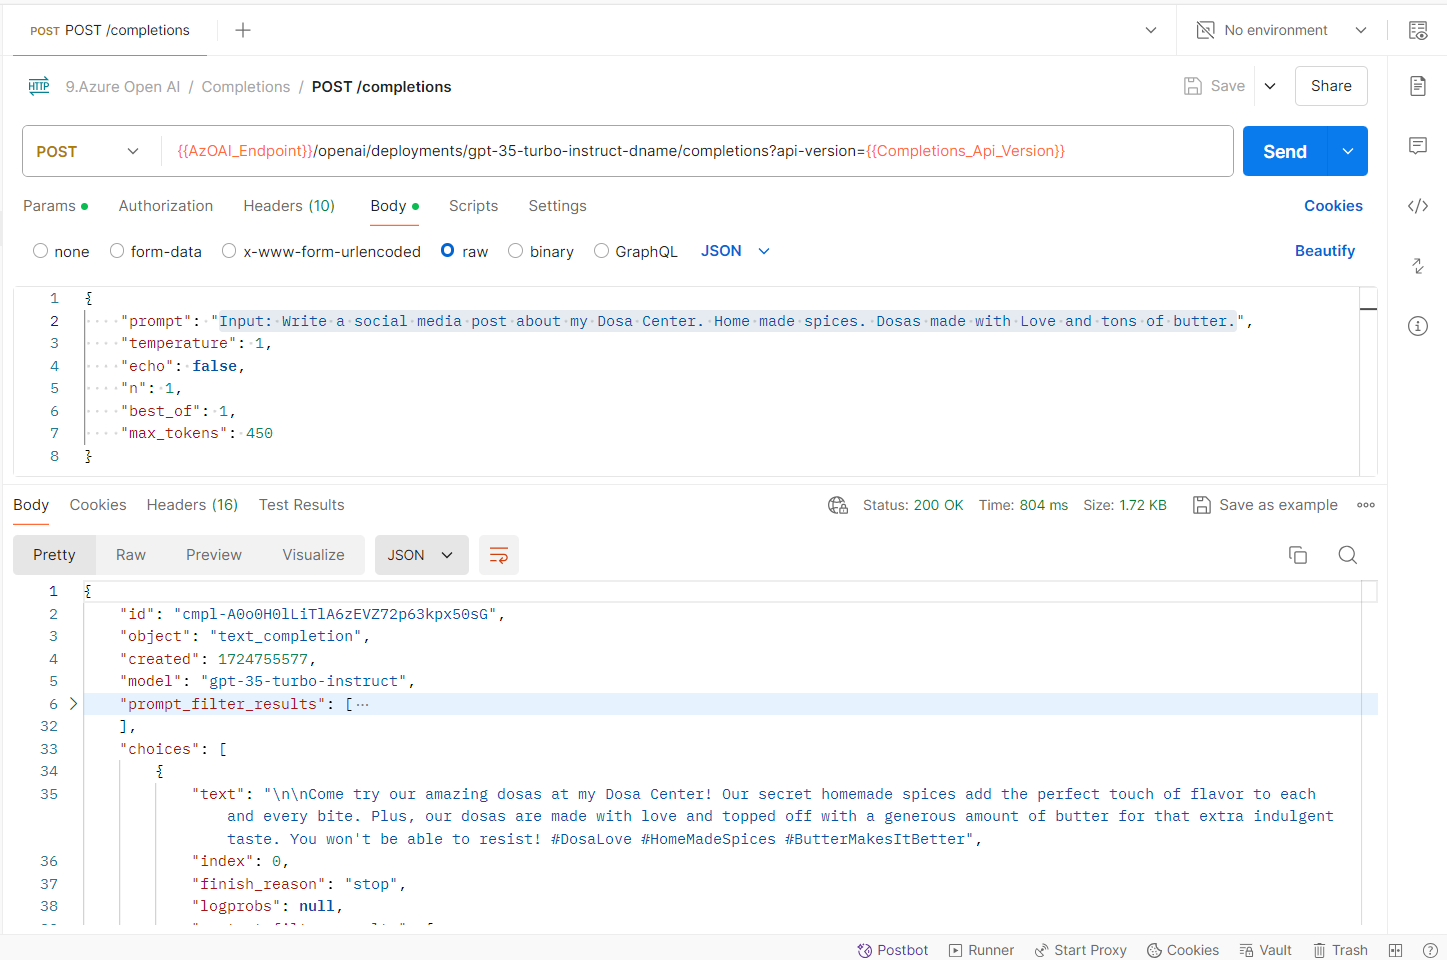 POST POST /completions
No environment
HTTP 9.Azure Open AI / Completions / POST /completions
Save
Share
POST {{AzOAI_Endpoint}}/openai/deployments/gpt-35-turbo-instruct-dname/completions?api-version={{Completions_Api_Version}}
Send
Params Authorization Headers (10) Body Scripts Settings Cookies
none form-data x-www-form-urlencoded raw binary GraphQL JSON Beautify
1 {
2 "prompt": "Input: Write a social media post about my Dosa Center. Home made spices. Dosas made with Love and tons of butter.",
3 "temperature": 1,
4 "echo": false,
5 "n": 1,
6 "best_of": 1,
7 "max_tokens": 450
8 }
Body Cookies Headers (16) Test Results Status: 200 OK Time: 804 ms Size: 1.72 KB Save as example
Pretty Raw Preview Visualize JSON
1 {
2 "id": "cmpl-A0o0H0lLiTlA6zEVZ72p63kpx50sG",
3 "object": "text_completion",
4 "created": 1724755577,
5 "model": "gpt-35-turbo-instruct",
6 "prompt_filter_results": [ ···
32 ],
33 "choices": [
34 {
35 "text": "\n\nCome try our amazing dosas at my Dosa Center! Our secret homemade spices add the perfect touch of flavor to each
and every bite. Plus, our dosas are made with love and topped off with a generous amount of butter for that extra indulgent
taste. You won't be able to resist! #DosaLove #HomeMadeSpices #ButterMakesItBetter",
36 "index": 0,
37 "finish_reason": "stop",
38 "logprobs": null,
Postbot Runner Start Proxy Cookies Vault Trash